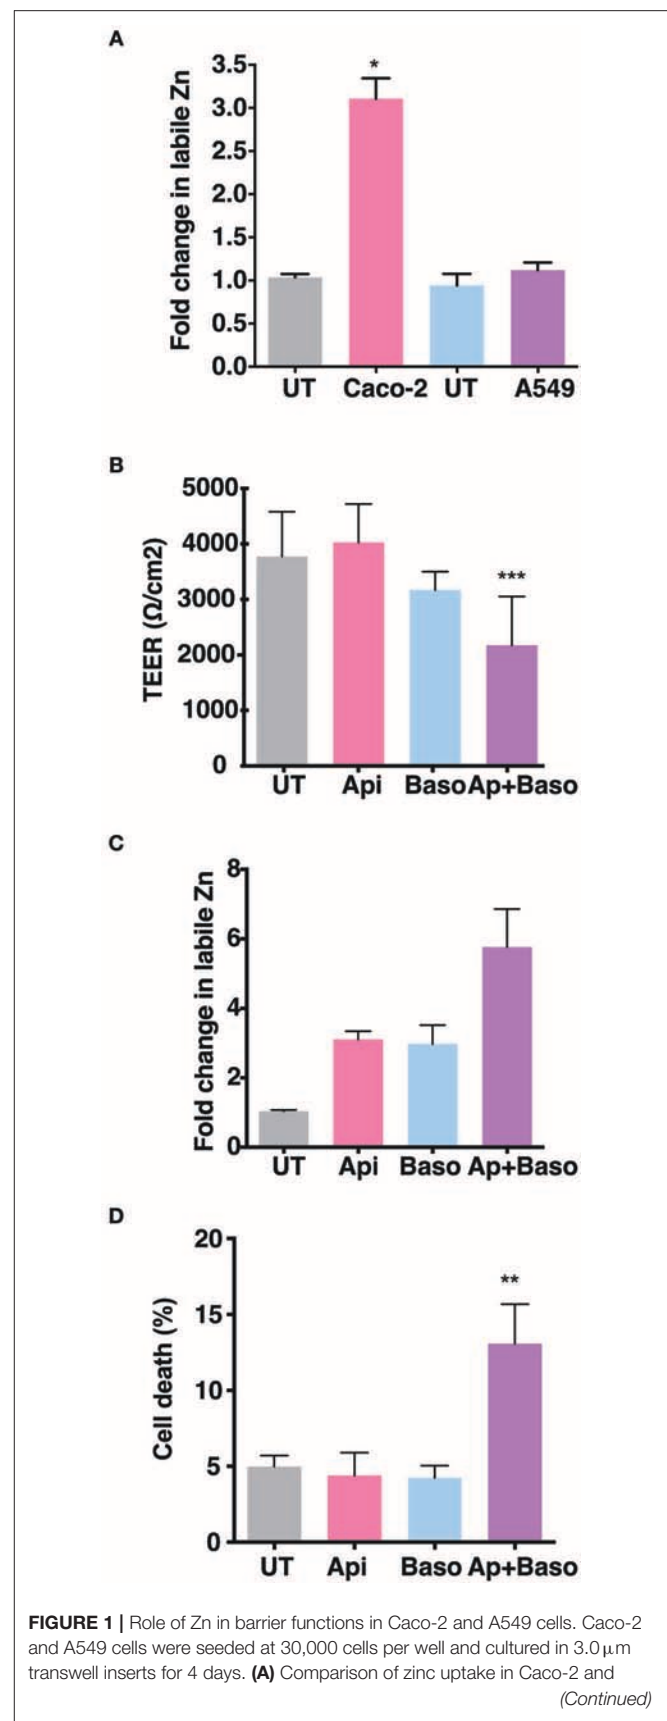 A
Fold change in labile Zn
3.5
3.0
2.5
2.0
1.5
1.0
0.5
0.0
*
UT Caco-2 UT A549
B
TEER (Ω/cm2)
5000
4000
3000
2000
1000
0
***
UT Api Baso Ap+Baso
C
Fold change in labile Zn
8
6
4
2
0
UT Api Baso Ap+Baso
D
Cell death (%)
20
15
10
5
0
**
UT Api Baso Ap+Baso
FIGURE 1 | Role of Zn in barrier functions in Caco-2 and A549 cells. Caco-2
and A549 cells were seeded at 30,000 cells per well and cultured in 3.0 μm
transwell inserts for 4 days. (A) Comparison of zinc uptake in Caco-2 and
(Continued)